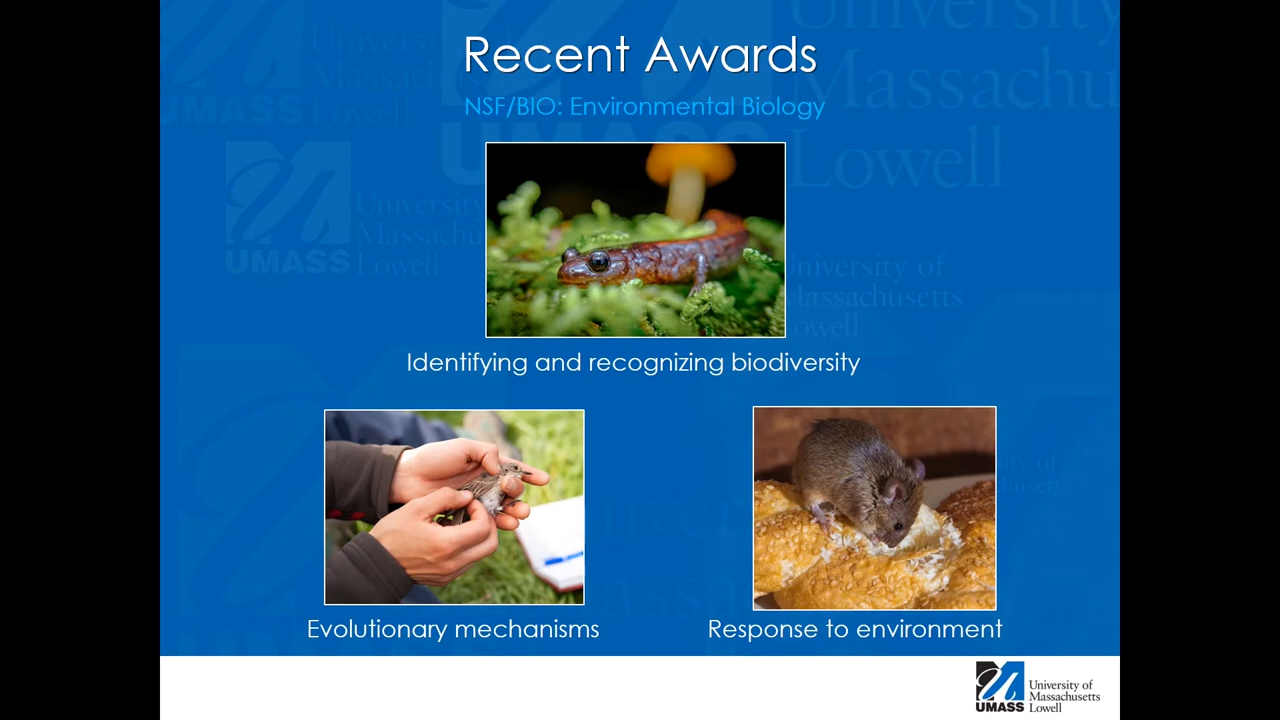 Recent Awards
NSF/BIO: Environmental Biology
Identifying and recognizing biodiversity
Evolutionary mechanisms
Response to environment
UMASS
University of
Massachusetts
Lowell